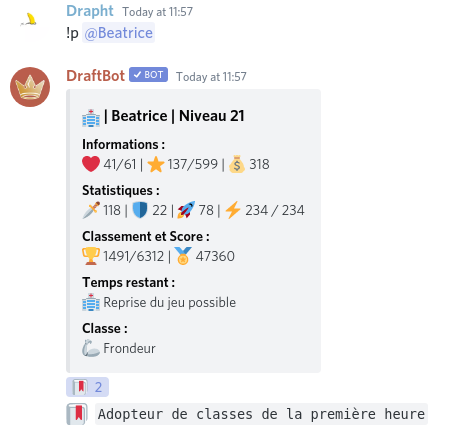 Drapht Today at 11:57
!p @Beatrice
DraftBot BOT Today at 11:57
| Beatrice | Niveau 21
Informations :
41/61 | 137/599 | 318
Statistiques :
118 | 22 | 78 | 234 / 234
Classement et Score :
1491/6312 | 47360
Temps restant :
Reprise du jeu possible
Classe :
Frondeur
2
Adopteur de classes de la première heure